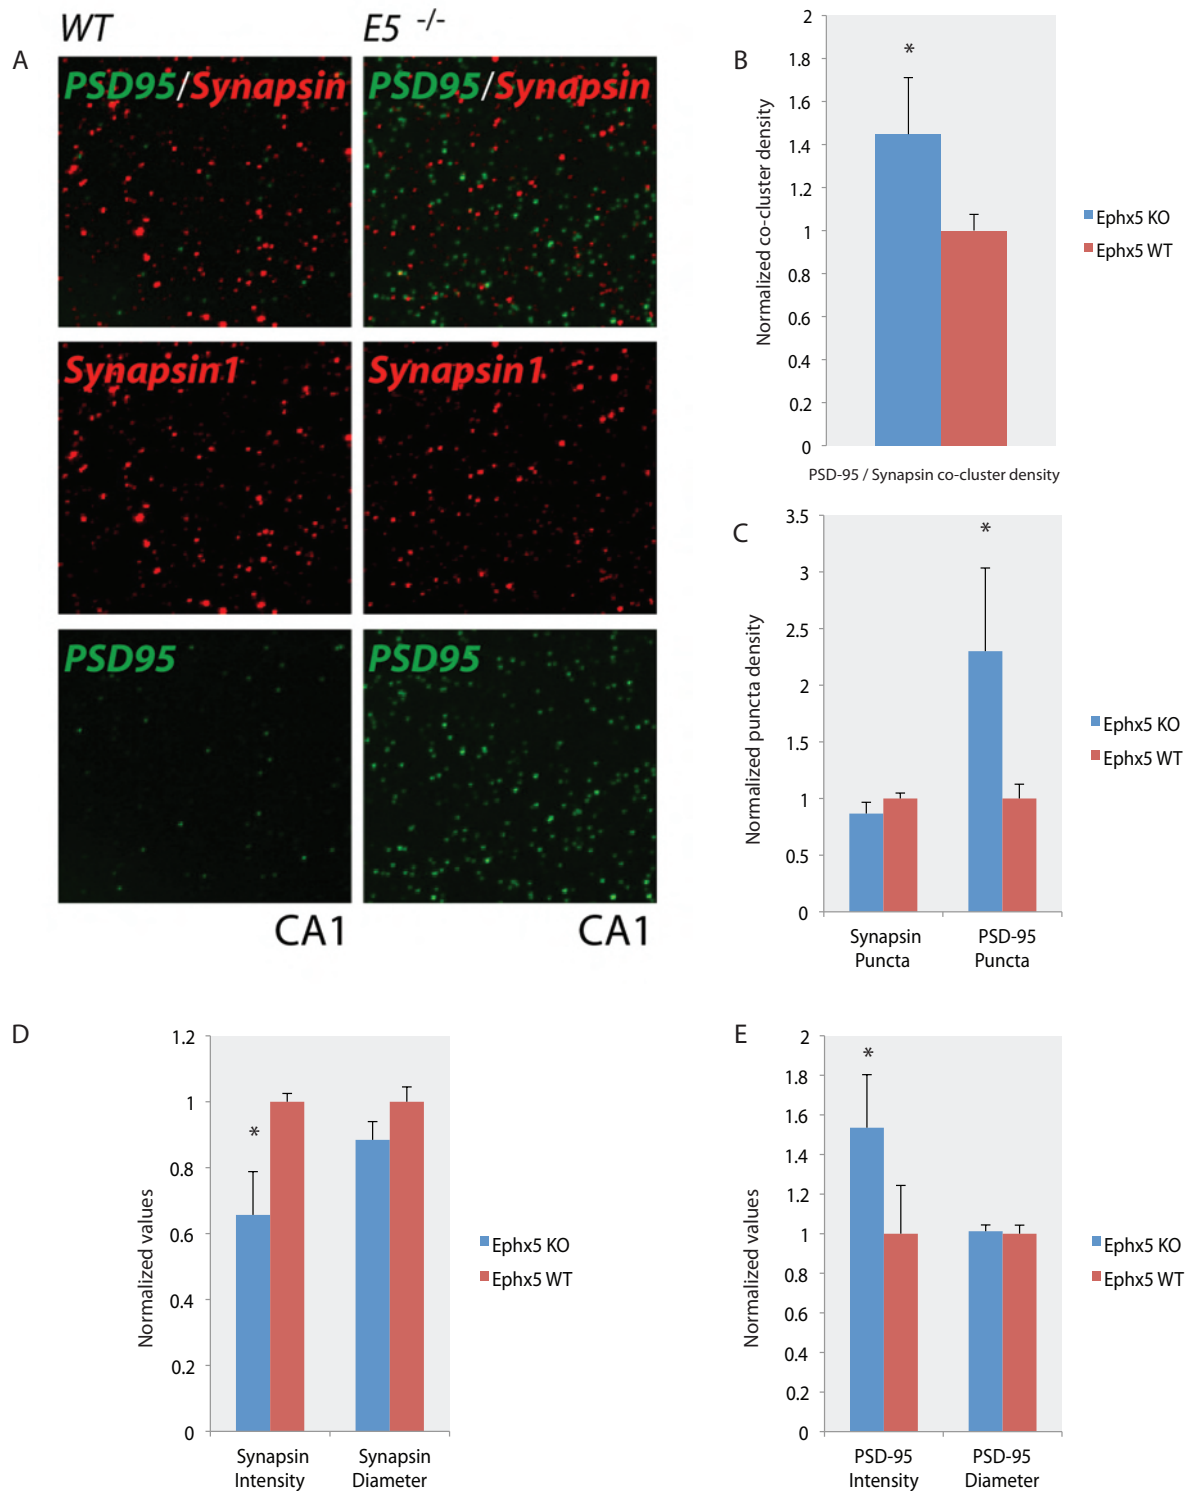 WT
E5 -/-
A
PSD95/Synapsin
PSD95/Synapsin
Synapsin1
Synapsin1
PSD95
PSD95
CA1
CA1
B
Normalized co-cluster density
2
1.8
1.6
1.4
1.2
1
0.8
0.6
0.4
0.2
0
*
PSD-95 / Synapsin co-cluster density
Ephx5 KO
Ephx5 WT
C
Normalized puncta density
3.5
3
2.5
2
1.5
1
0.5
0
*
Synapsin
Puncta
PSD-95
Puncta
Ephx5 KO
Ephx5 WT
D
Normalized values
1.2
1
0.8
0.6
0.4
0.2
0
*
Synapsin
Intensity
Synapsin
Diameter
Ephx5 KO
Ephx5 WT
E
Normalized values
2
1.8
1.6
1.4
1.2
1
0.8
0.6
0.4
0.2
0
*
PSD-95
Intensity
PSD-95
Diameter
Ephx5 KO
Ephx5 WT